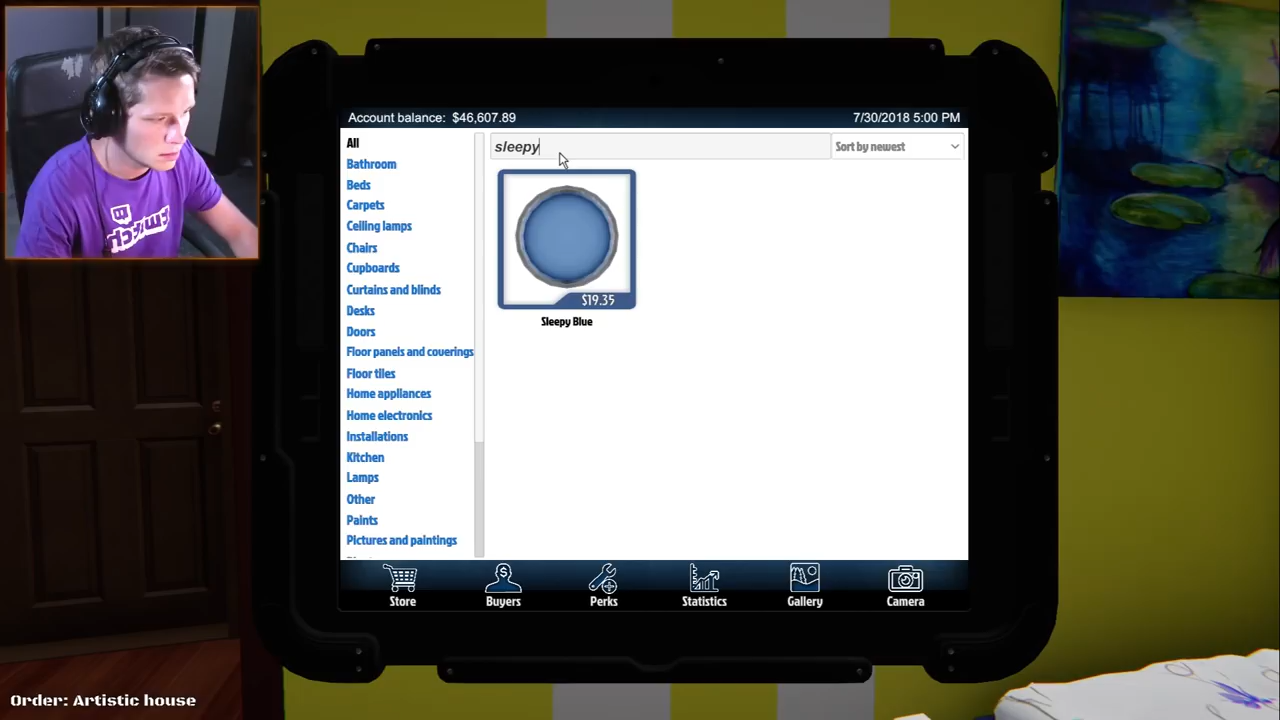 Account balance: $46,607.89
7/30/2018 5:00 PM
All
Bathroom
Beds
Carpets
Ceiling lamps
Chairs
Cupboards
Curtains and blinds
Desks
Doors
Floor panels and coverings
Floor tiles
Home appliances
Home electronics
Installations
Kitchen
Lamps
Other
Paints
Pictures and paintings
sleepy
Sort by newest
$19.35
Sleepy Blue
Store
Buyers
Perks
Statistics
Gallery
Camera
Order: Artistic house